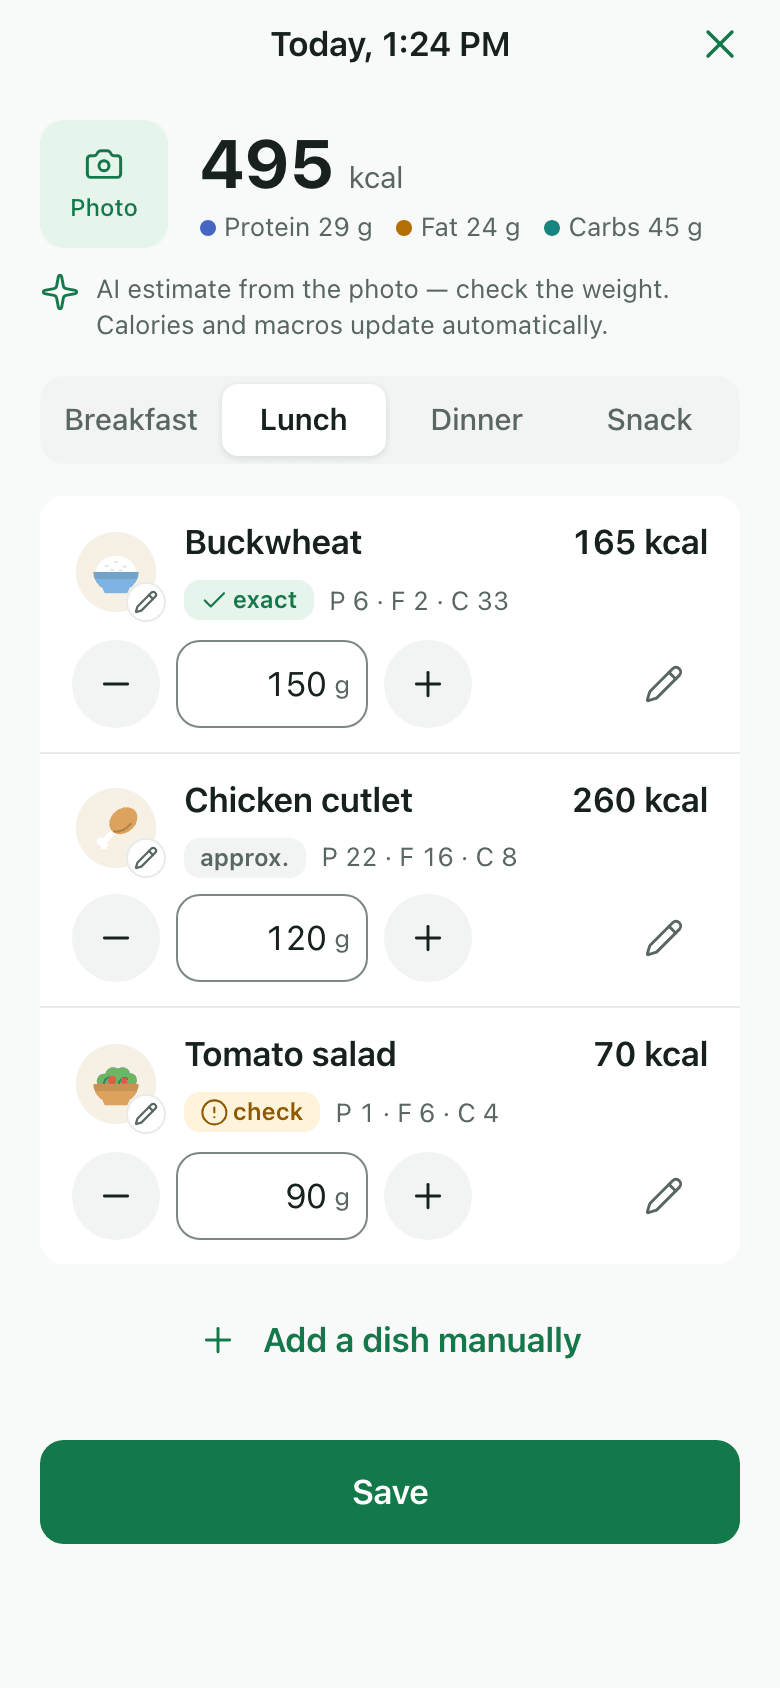 Today, 1:24 PM
Photo
495 kcal
Protein 29 g Fat 24 g Carbs 45 g
AI estimate from the photo — check the weight.
Calories and macros update automatically.
Breakfast Lunch Dinner Snack
Buckwheat 165 kcal
exact P 6 · F 2 · C 33
150 g
Chicken cutlet 260 kcal
approx. P 22 · F 16 · C 8
120 g
Tomato salad 70 kcal
check P 1 · F 6 · C 4
90 g
Add a dish manually
Save